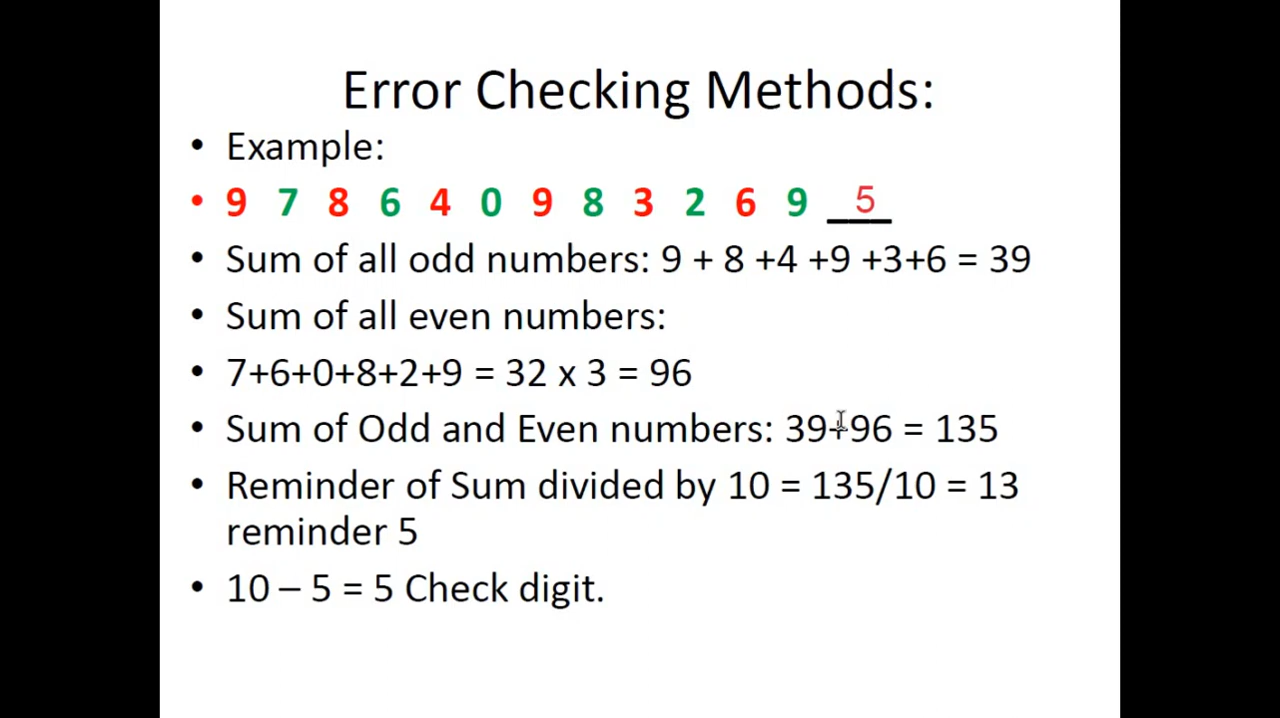 Error Checking Methods:
• Example:
• 9 7 8 6 4 0 9 8 3 2 6 9 5
• Sum of all odd numbers: 9 + 8 +4 +9 +3+6 = 39
• Sum of all even numbers:
• 7+6+0+8+2+9 = 32 x 3 = 96
• Sum of Odd and Even numbers: 39+96 = 135
• Reminder of Sum divided by 10 = 135/10 = 13
reminder 5
• 10 – 5 = 5 Check digit.